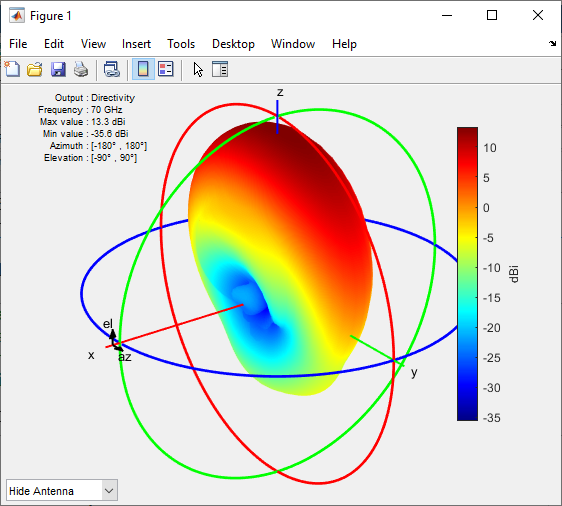 Figure 1
File Edit View Insert Tools Desktop Window Help
Output : Directivity
Frequency : 70 GHz
Max value : 13.3 dBi
Min value : -35.6 dBi
Azimuth : [-180° , 180°]
Elevation : [-90° , 90°]
z
el
az
x
y
10
5
0
-5
-10
-15
-20
-25
-30
-35
dBi
Hide Antenna